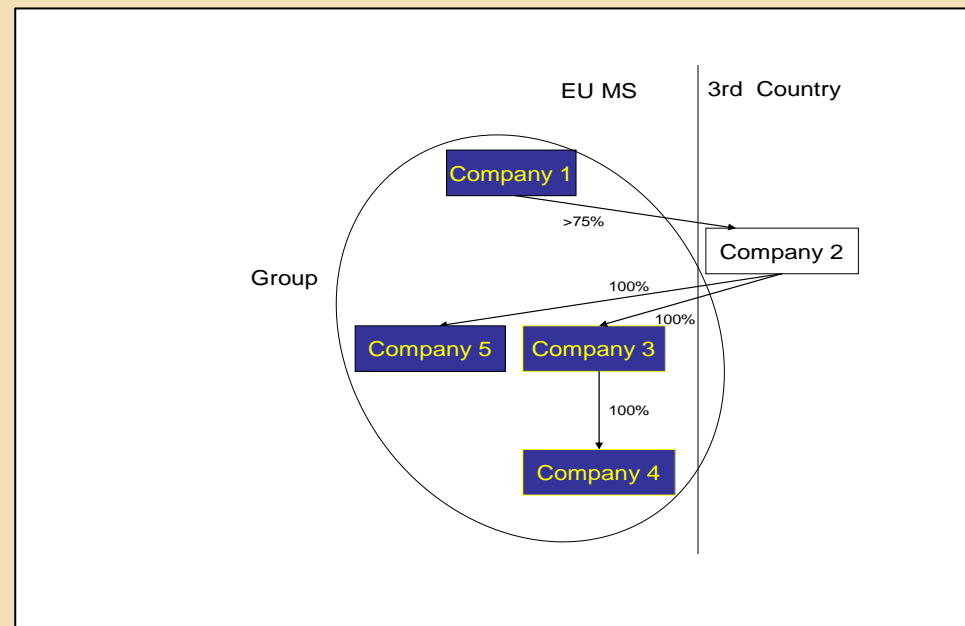 EU MS
3rd Country
Company 1
>75%
Company 2
Group
100%
100%
Company 5
Company 3
100%
Company 4